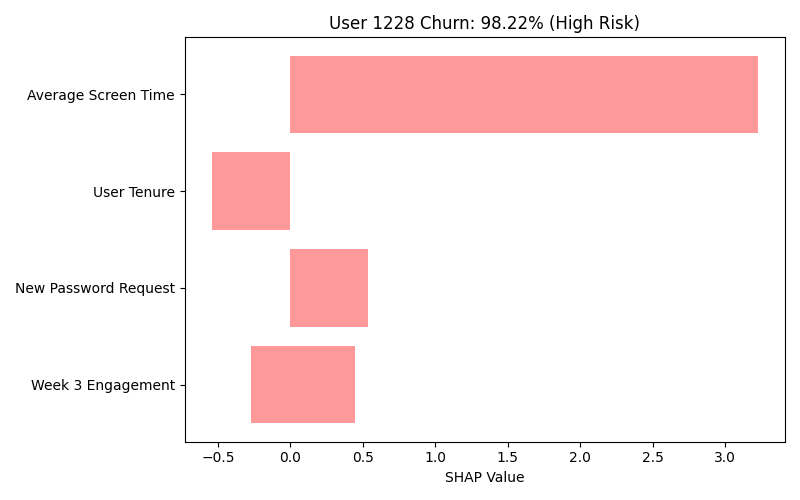 User 1228 Churn: 98.22% (High Risk)
Average Screen Time
User Tenure
New Password Request
Week 3 Engagement
−0.5 0.0 0.5 1.0 1.5 2.0 2.5 3.0
SHAP Value